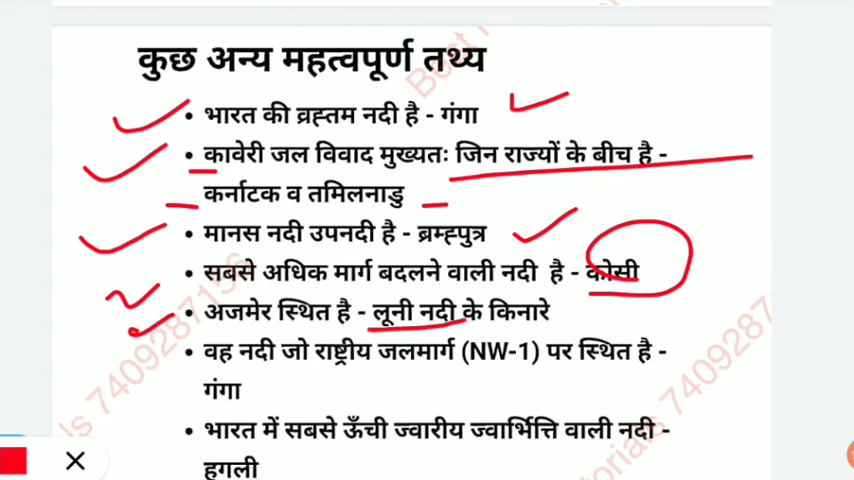 कुछ अन्य महत्वपूर्ण तथ्य
• भारत की व्रह्तम नदी है - गंगा
• कावेरी जल विवाद मुख्यतः जिन राज्यों के बीच है -
कर्नाटक व तमिलनाडु
• मानस नदी उपनदी है - ब्रम्ह्पुत्र
• सबसे अधिक मार्ग बदलने वाली नदी है - कोसी
• अजमेर स्थित है - लूनी नदी के किनारे
• वह नदी जो राष्ट्रीय जलमार्ग (NW-1) पर स्थित है -
गंगा
• भारत में सबसे ऊँची ज्वारीय ज्वार्भित्ति वाली नदी -
हुगली